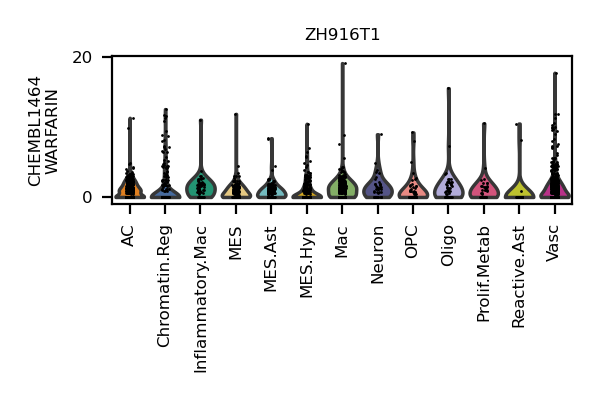 ZH916T1
20
0
CHEMBL1464
WARFARIN
AC
Chromatin.Reg
Inflammatory.Mac
MES
MES.Ast
MES.Hyp
Mac
Neuron
OPC
Oligo
Prolif.Metab
Reactive.Ast
Vasc